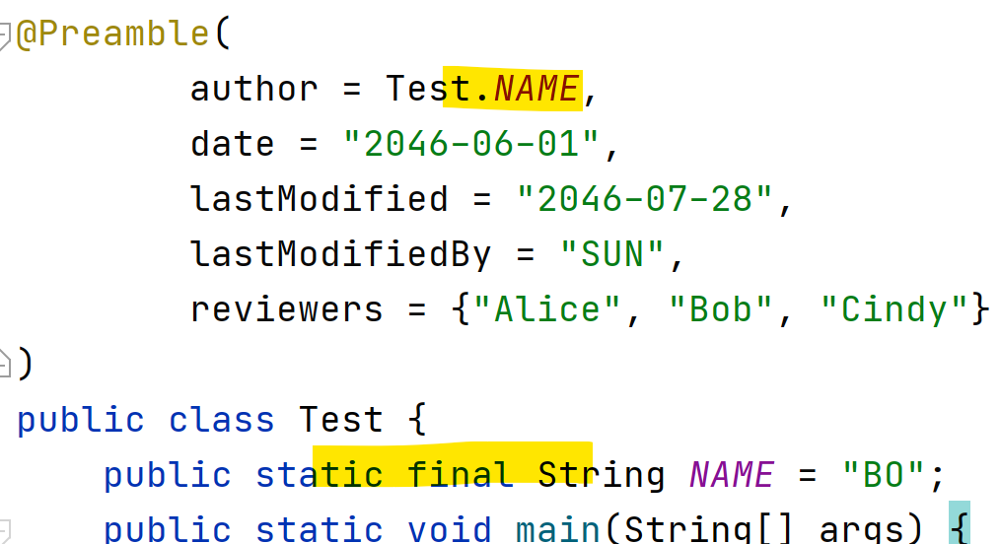 @Preamble(
author = Test.NAME,
date = "2046-06-01",
lastModified = "2046-07-28",
lastModifiedBy = "SUN",
reviewers = {"Alice", "Bob", "Cindy"}
)
public class Test {
public static final String NAME = "BO";
public static void main(String[] args) {